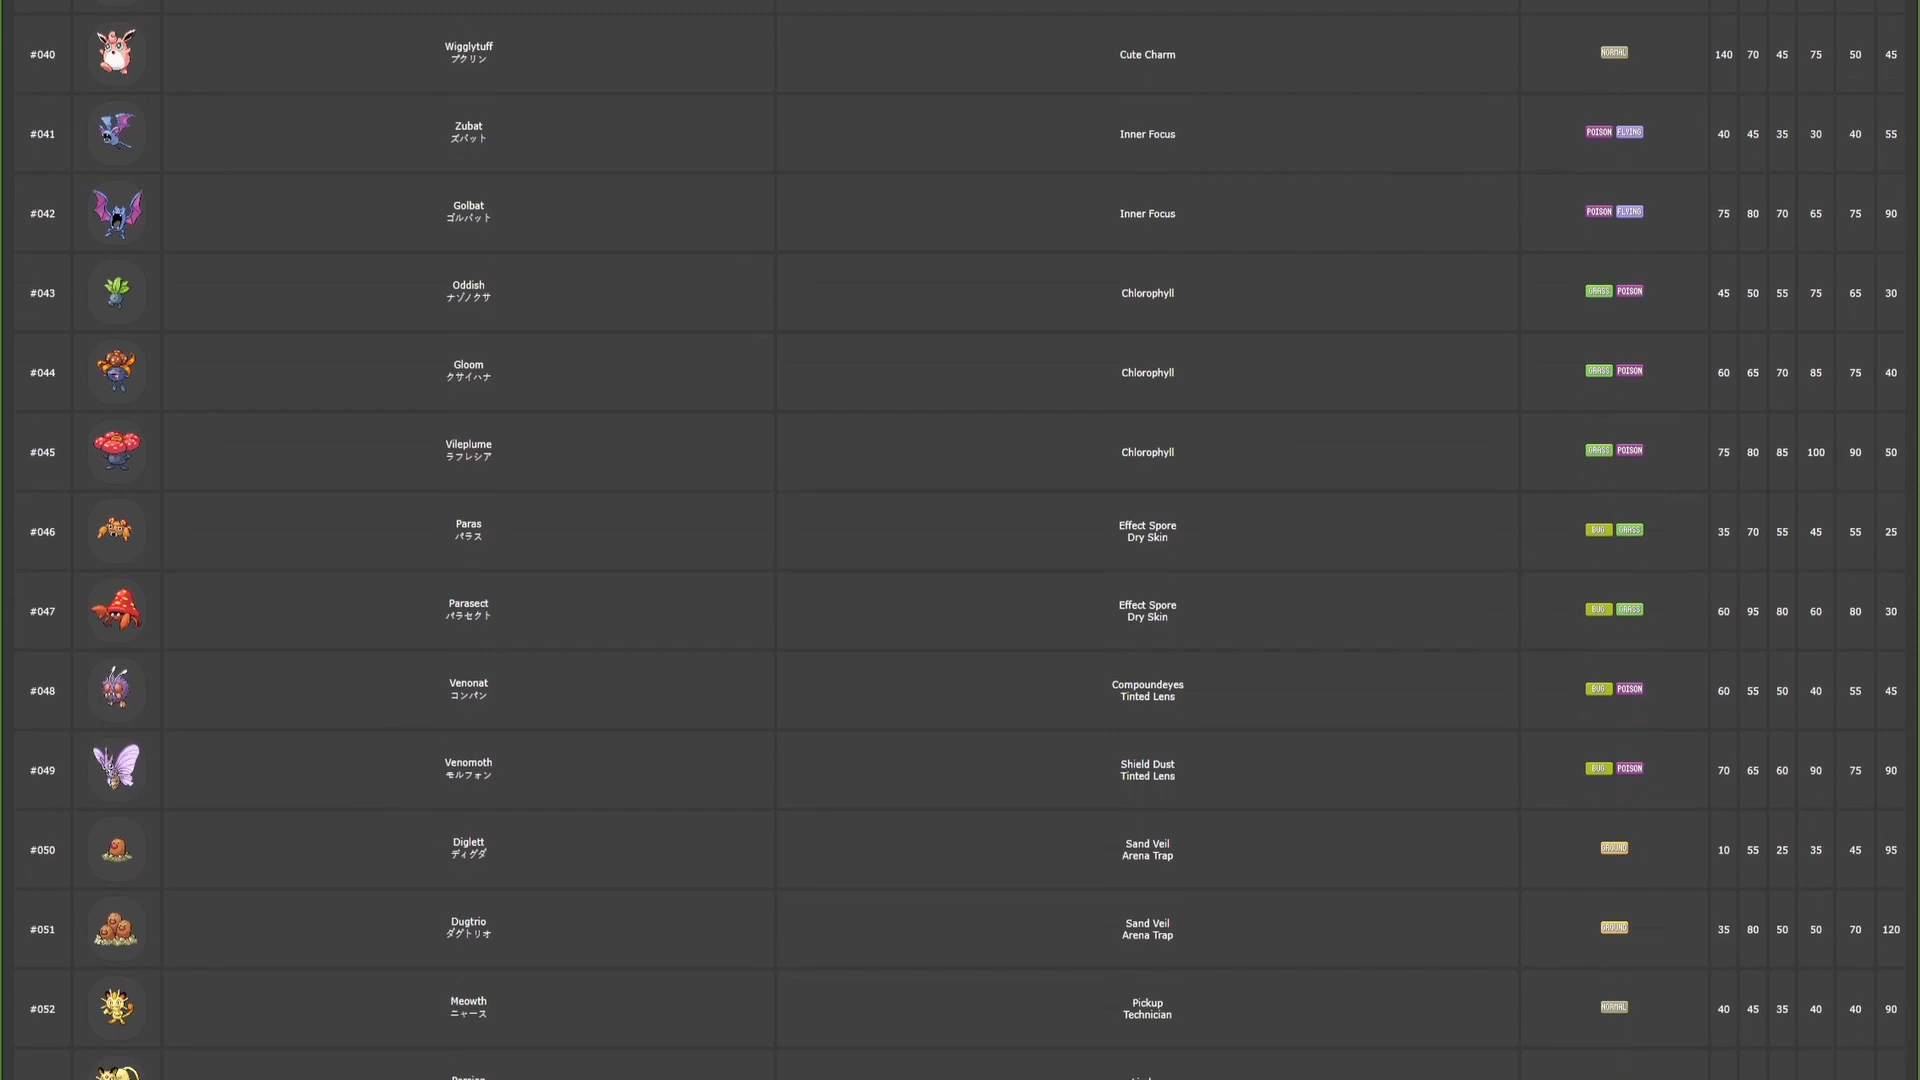 #040 Wigglytuff Cute Charm NORMAL 140 70 45 75 50 45
プクリン
#041 Zubat Inner Focus POISON FLYING 40 45 35 30 40 55
ズバット
#042 Golbat Inner Focus POISON FLYING 75 80 70 65 75 90
ゴルバット
#043 Oddish Chlorophyll GRASS POISON 45 50 55 75 65 30
ナゾノクサ
#044 Gloom Chlorophyll GRASS POISON 60 65 70 85 75 40
クサイハナ
#045 Vileplume Chlorophyll GRASS POISON 75 80 85 100 90 50
ラフレシア
#046 Paras Effect Spore BUG GRASS 35 70 55 45 55 25
パラス Dry Skin
#047 Parasect Effect Spore BUG GRASS 60 95 80 60 80 30
パラセクト Dry Skin
#048 Venonat Compoundeyes BUG POISON 60 55 50 40 55 45
コンパン Tinted Lens
#049 Venomoth Shield Dust BUG POISON 70 65 60 90 75 90
モルフォン Tinted Lens
#050 Diglett Sand Veil GROUND 10 55 25 35 45 95
ディグダ Arena Trap
#051 Dugtrio Sand Veil GROUND 35 80 50 50 70 120
ダグトリオ Arena Trap
#052 Meowth Pickup NORMAL 40 45 35 40 40 90
ニャース Technician